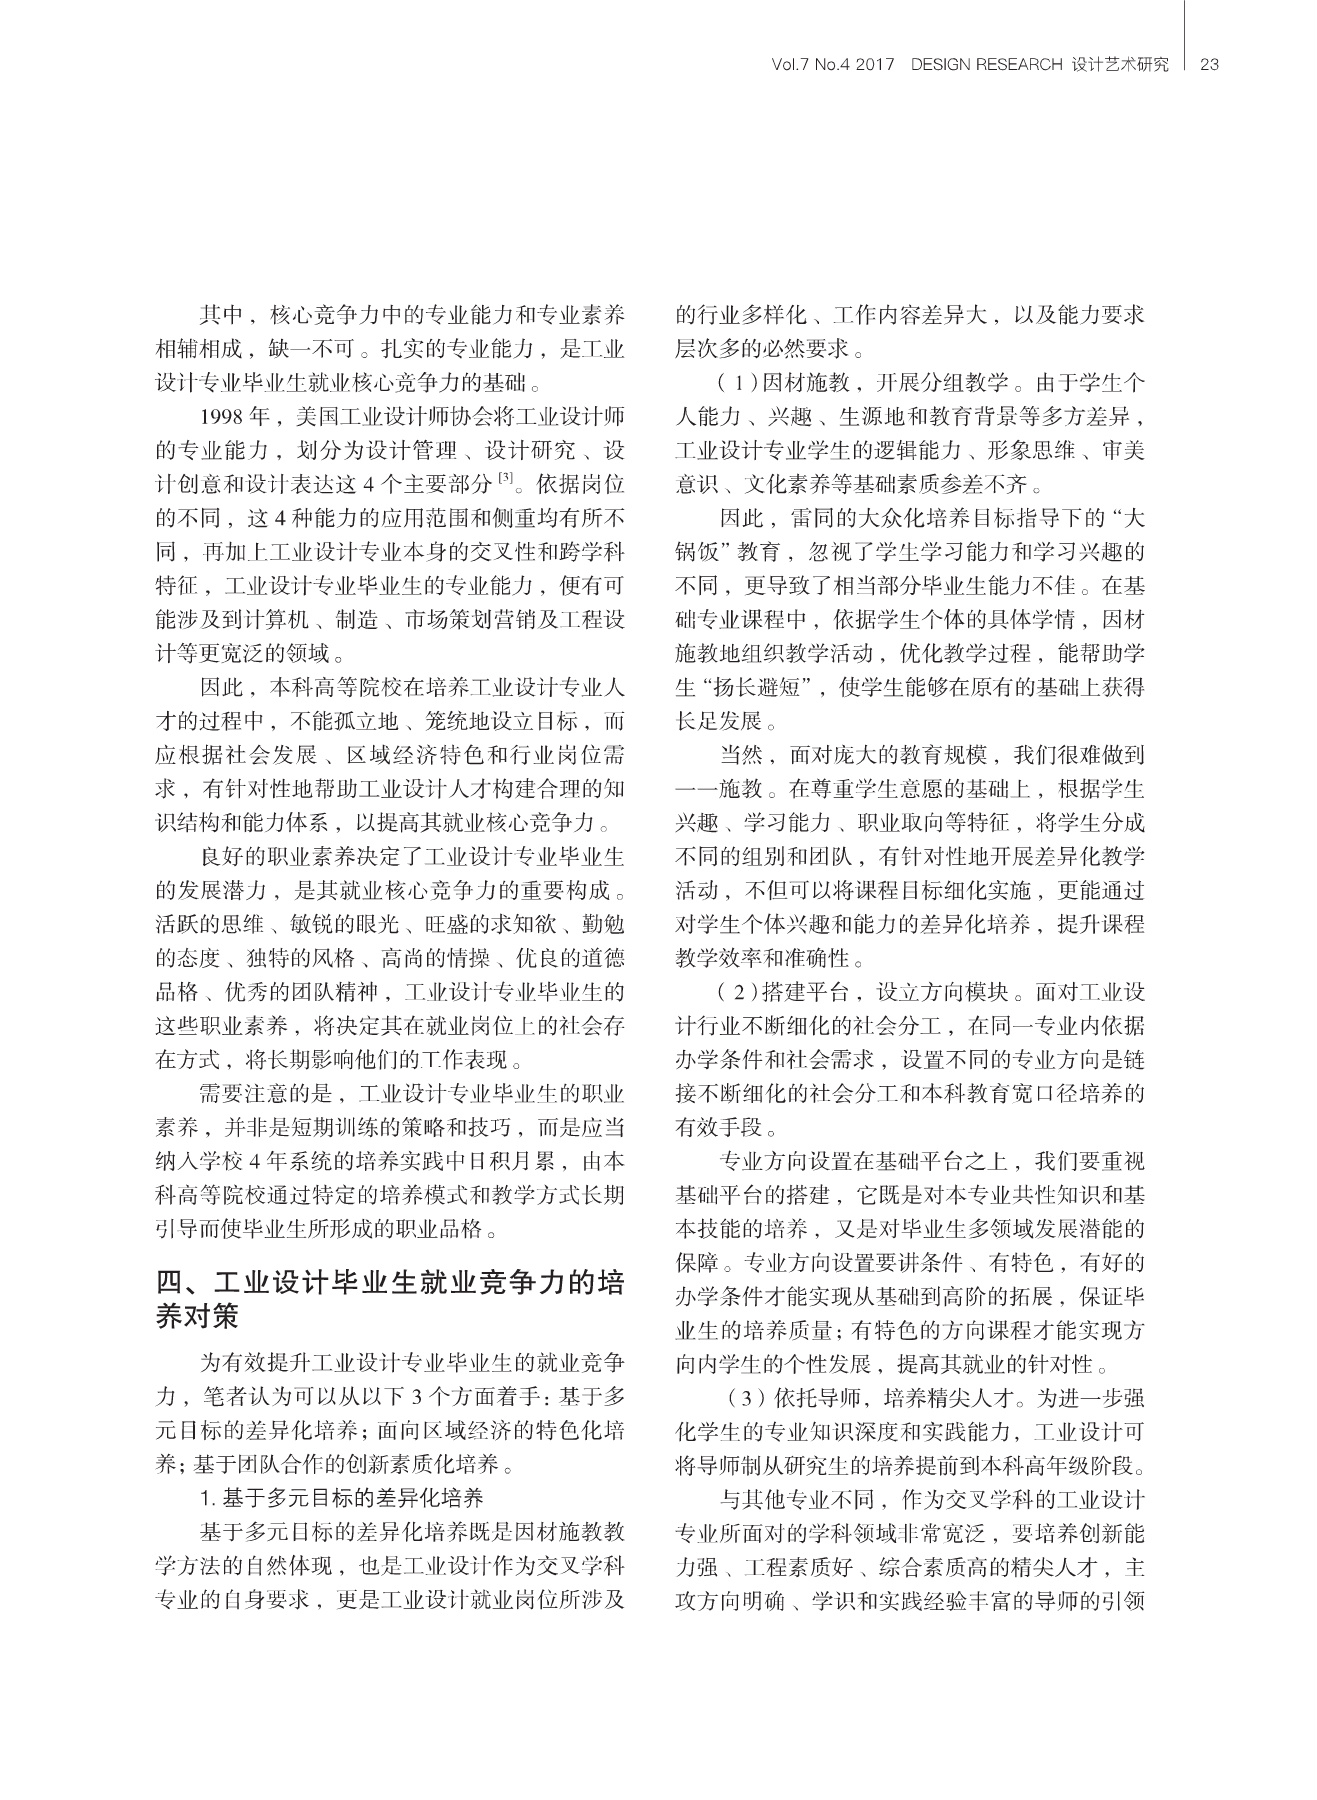 Vol.7 No.4 2017 DESIGN RESEARCH 设计艺术研究 23
其中，核心竞争力中的专业能力和专业素养
相辅相成，缺一不可。扎实的专业能力，是工业
设计专业毕业生就业核心竞争力的基础。
1998 年，美国工业设计师协会将工业设计师
的专业能力，划分为设计管理、设计研究、设
计创意和设计表达这 4 个主要部分 [3]。依据岗位
的不同，这 4 种能力的应用范围和侧重均有所不
同，再加上工业设计专业本身的交叉性和跨学科
特征，工业设计专业毕业生的专业能力，便有可
能涉及到计算机、制造、市场策划营销及工程设
计等更宽泛的领域。
因此，本科高等院校在培养工业设计专业人
才的过程中，不能孤立地、笼统地设立目标，而
应根据社会发展、区域经济特色和行业岗位需
求，有针对性地帮助工业设计人才构建合理的知
识结构和能力体系，以提高其就业核心竞争力。
良好的职业素养决定了工业设计专业毕业生
的发展潜力，是其就业核心竞争力的重要构成。
活跃的思维、敏锐的眼光、旺盛的求知欲、勤勉
的态度、独特的风格、高尚的情操、优良的道德
品格、优秀的团队精神，工业设计专业毕业生的
这些职业素养，将决定其在就业岗位上的社会存
在方式，将长期影响他们的工作表现。
需要注意的是，工业设计专业毕业生的职业
素养，并非是短期训练的策略和技巧，而是应当
纳入学校 4 年系统的培养实践中日积月累，由本
科高等院校通过特定的培养模式和教学方式长期
引导而使毕业生所形成的职业品格。
四、工业设计毕业生就业竞争力的培
养对策
为有效提升工业设计专业毕业生的就业竞争
力，笔者认为可以从以下 3 个方面着手：基于多
元目标的差异化培养；面向区域经济的特色化培
养；基于团队合作的创新素质化培养。
1. 基于多元目标的差异化培养
基于多元目标的差异化培养既是因材施教教
学方法的自然体现，也是工业设计作为交叉学科
专业的自身要求，更是工业设计就业岗位所涉及
的行业多样化、工作内容差异大，以及能力要求
层次多的必然要求。
（1）因材施教，开展分组教学。由于学生个
人能力、兴趣、生源地和教育背景等多方差异，
工业设计专业学生的逻辑能力、形象思维、审美
意识、文化素养等基础素质参差不齐。
因此，雷同的大众化培养目标指导下的“大
锅饭”教育，忽视了学生学习能力和学习兴趣的
不同，更导致了相当部分毕业生能力不佳。在基
础专业课程中，依据学生个体的具体学情，因材
施教地组织教学活动，优化教学过程，能帮助学
生“扬长避短”，使学生能够在原有的基础上获得
长足发展。
当然，面对庞大的教育规模，我们很难做到
一一施教。在尊重学生意愿的基础上，根据学生
兴趣、学习能力、职业取向等特征，将学生分成
不同的组别和团队，有针对性地开展差异化教学
活动，不但可以将课程目标细化实施，更能通过
对学生个体兴趣和能力的差异化培养，提升课程
教学效率和准确性。
（2）搭建平台，设立方向模块。面对工业设
计行业不断细化的社会分工，在同一专业内依据
办学条件和社会需求，设置不同的专业方向是链
接不断细化的社会分工和本科教育宽口径培养的
有效手段。
专业方向设置在基础平台之上，我们要重视
基础平台的搭建，它既是对本专业共性知识和基
本技能的培养，又是对毕业生多领域发展潜能的
保障。专业方向设置要讲条件、有特色，有好的
办学条件才能实现从基础到高阶的拓展，保证毕
业生的培养质量；有特色的方向课程才能实现方
向内学生的个性发展，提高其就业的针对性。
（3）依托导师，培养精尖人才。为进一步强
化学生的专业知识深度和实践能力，工业设计可
将导师制从研究生的培养提前到本科高年级阶段。
与其他专业不同，作为交叉学科的工业设计
专业所面对的学科领域非常宽泛，要培养创新能
力强、工程素质好、综合素质高的精尖人才，主
攻方向明确、学识和实践经验丰富的导师的引领